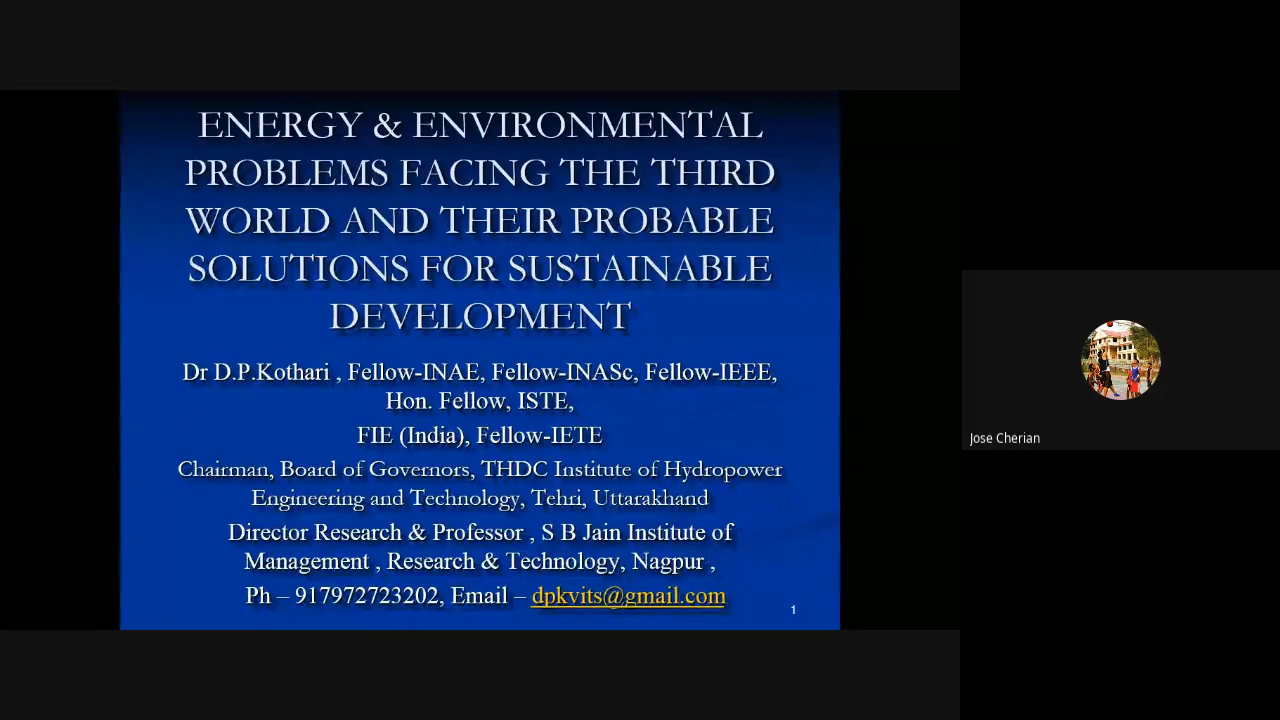 ENERGY & ENVIRONMENTAL
PROBLEMS FACING THE THIRD
WORLD AND THEIR PROBABLE
SOLUTIONS FOR SUSTAINABLE
DEVELOPMENT
Dr D.P.Kothari , Fellow-INAE, Fellow-INASc, Fellow-IEEE,
Hon. Fellow, ISTE,
FIE (India), Fellow-IETE
Chairman, Board of Governors, THDC Institute of Hydropower
Engineering and Technology, Tehri, Uttarakhand
Director Research & Professor , S B Jain Institute of
Management , Research & Technology, Nagpur ,
Ph – 917972723202, Email – dpkvits@gmail.com
1
Jose Cherian